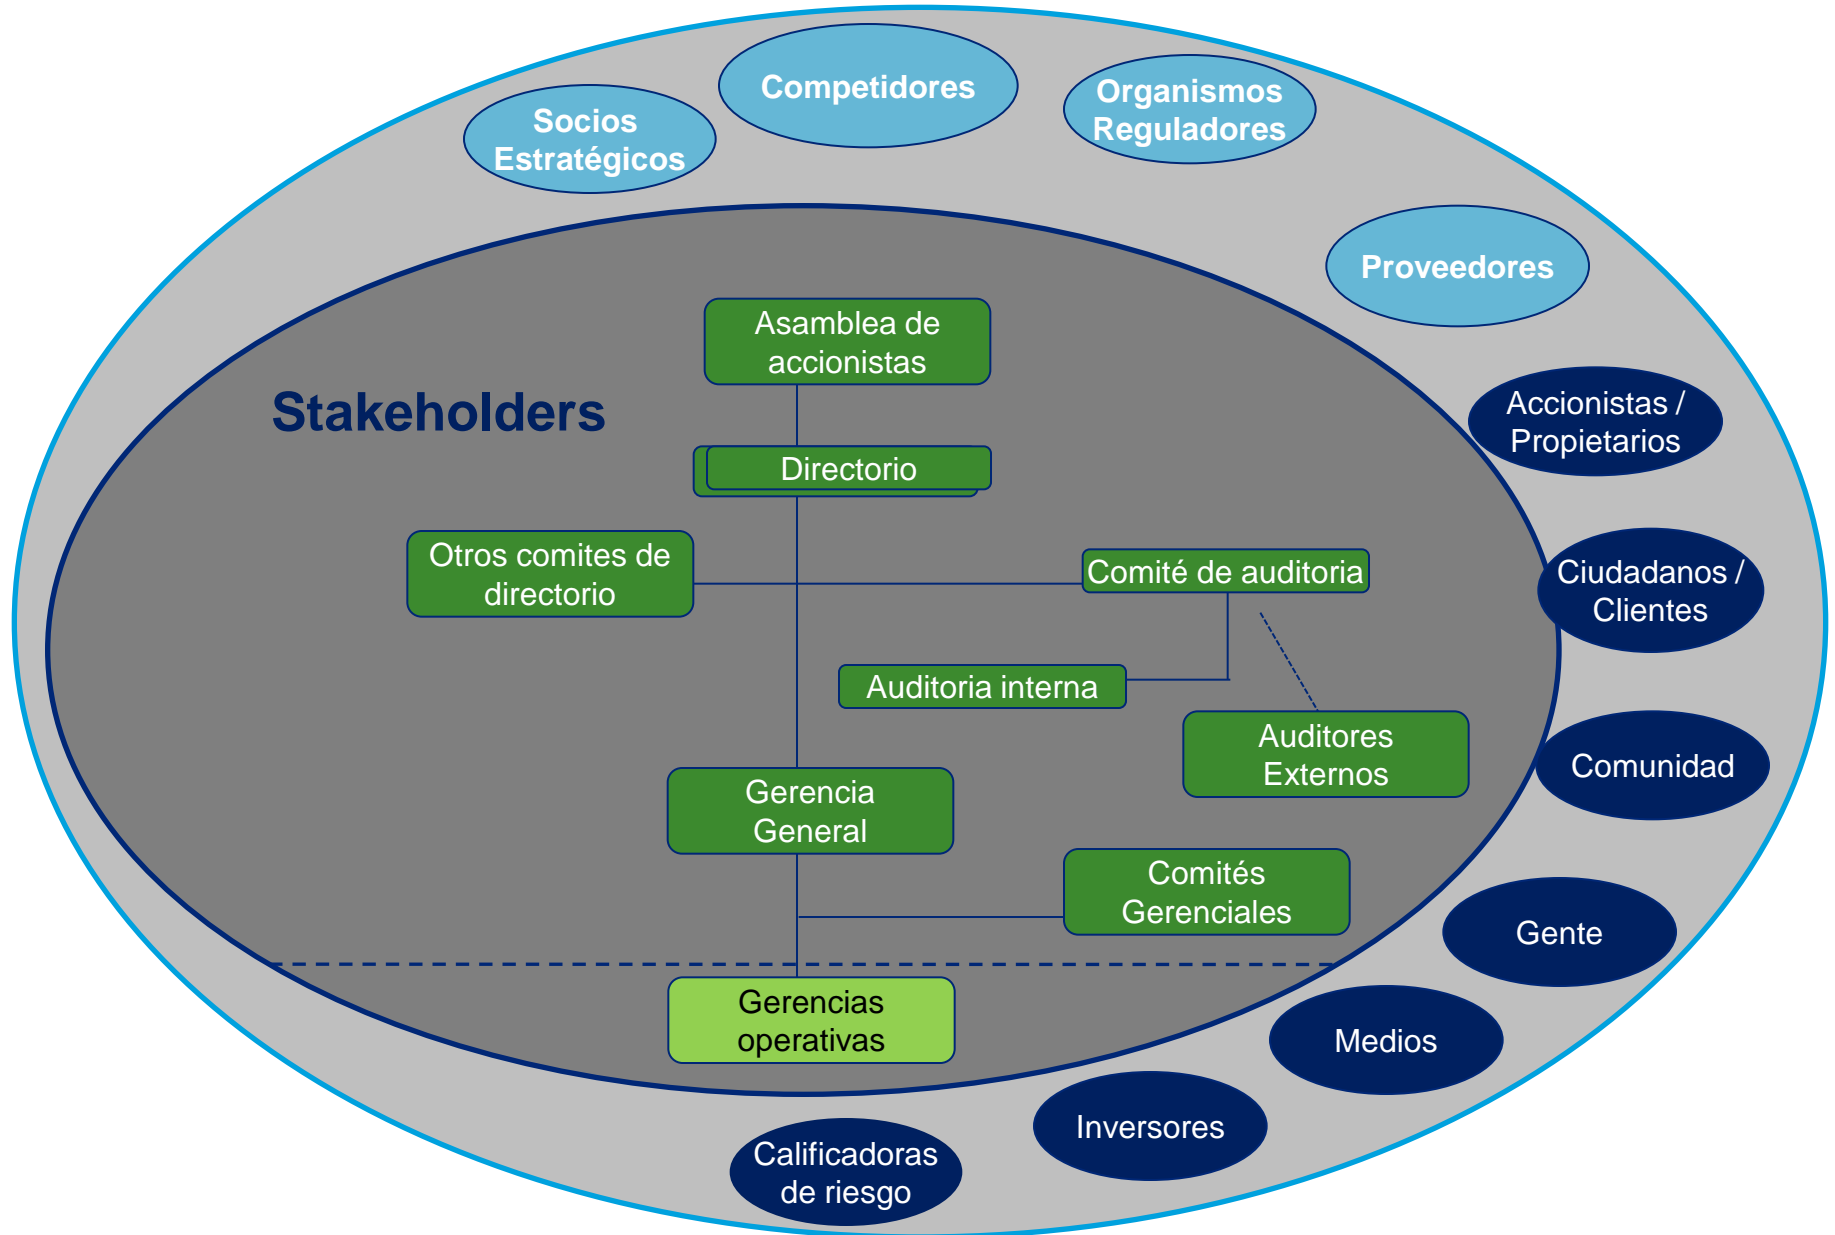 Competidores
Organismos
Reguladores
Socios
Estratégicos
Proveedores
Asamblea de
accionistas
Stakeholders
Accionistas /
Propietarios
Directorio
Otros comites de
directorio
Comité de auditoria
Ciudadanos /
Clientes
Auditoria interna
Auditores
Externos
Comunidad
Gerencia
General
Comités
Gerenciales
Gente
Gerencias
operativas
Medios
Inversores
Calificadoras
de riesgo